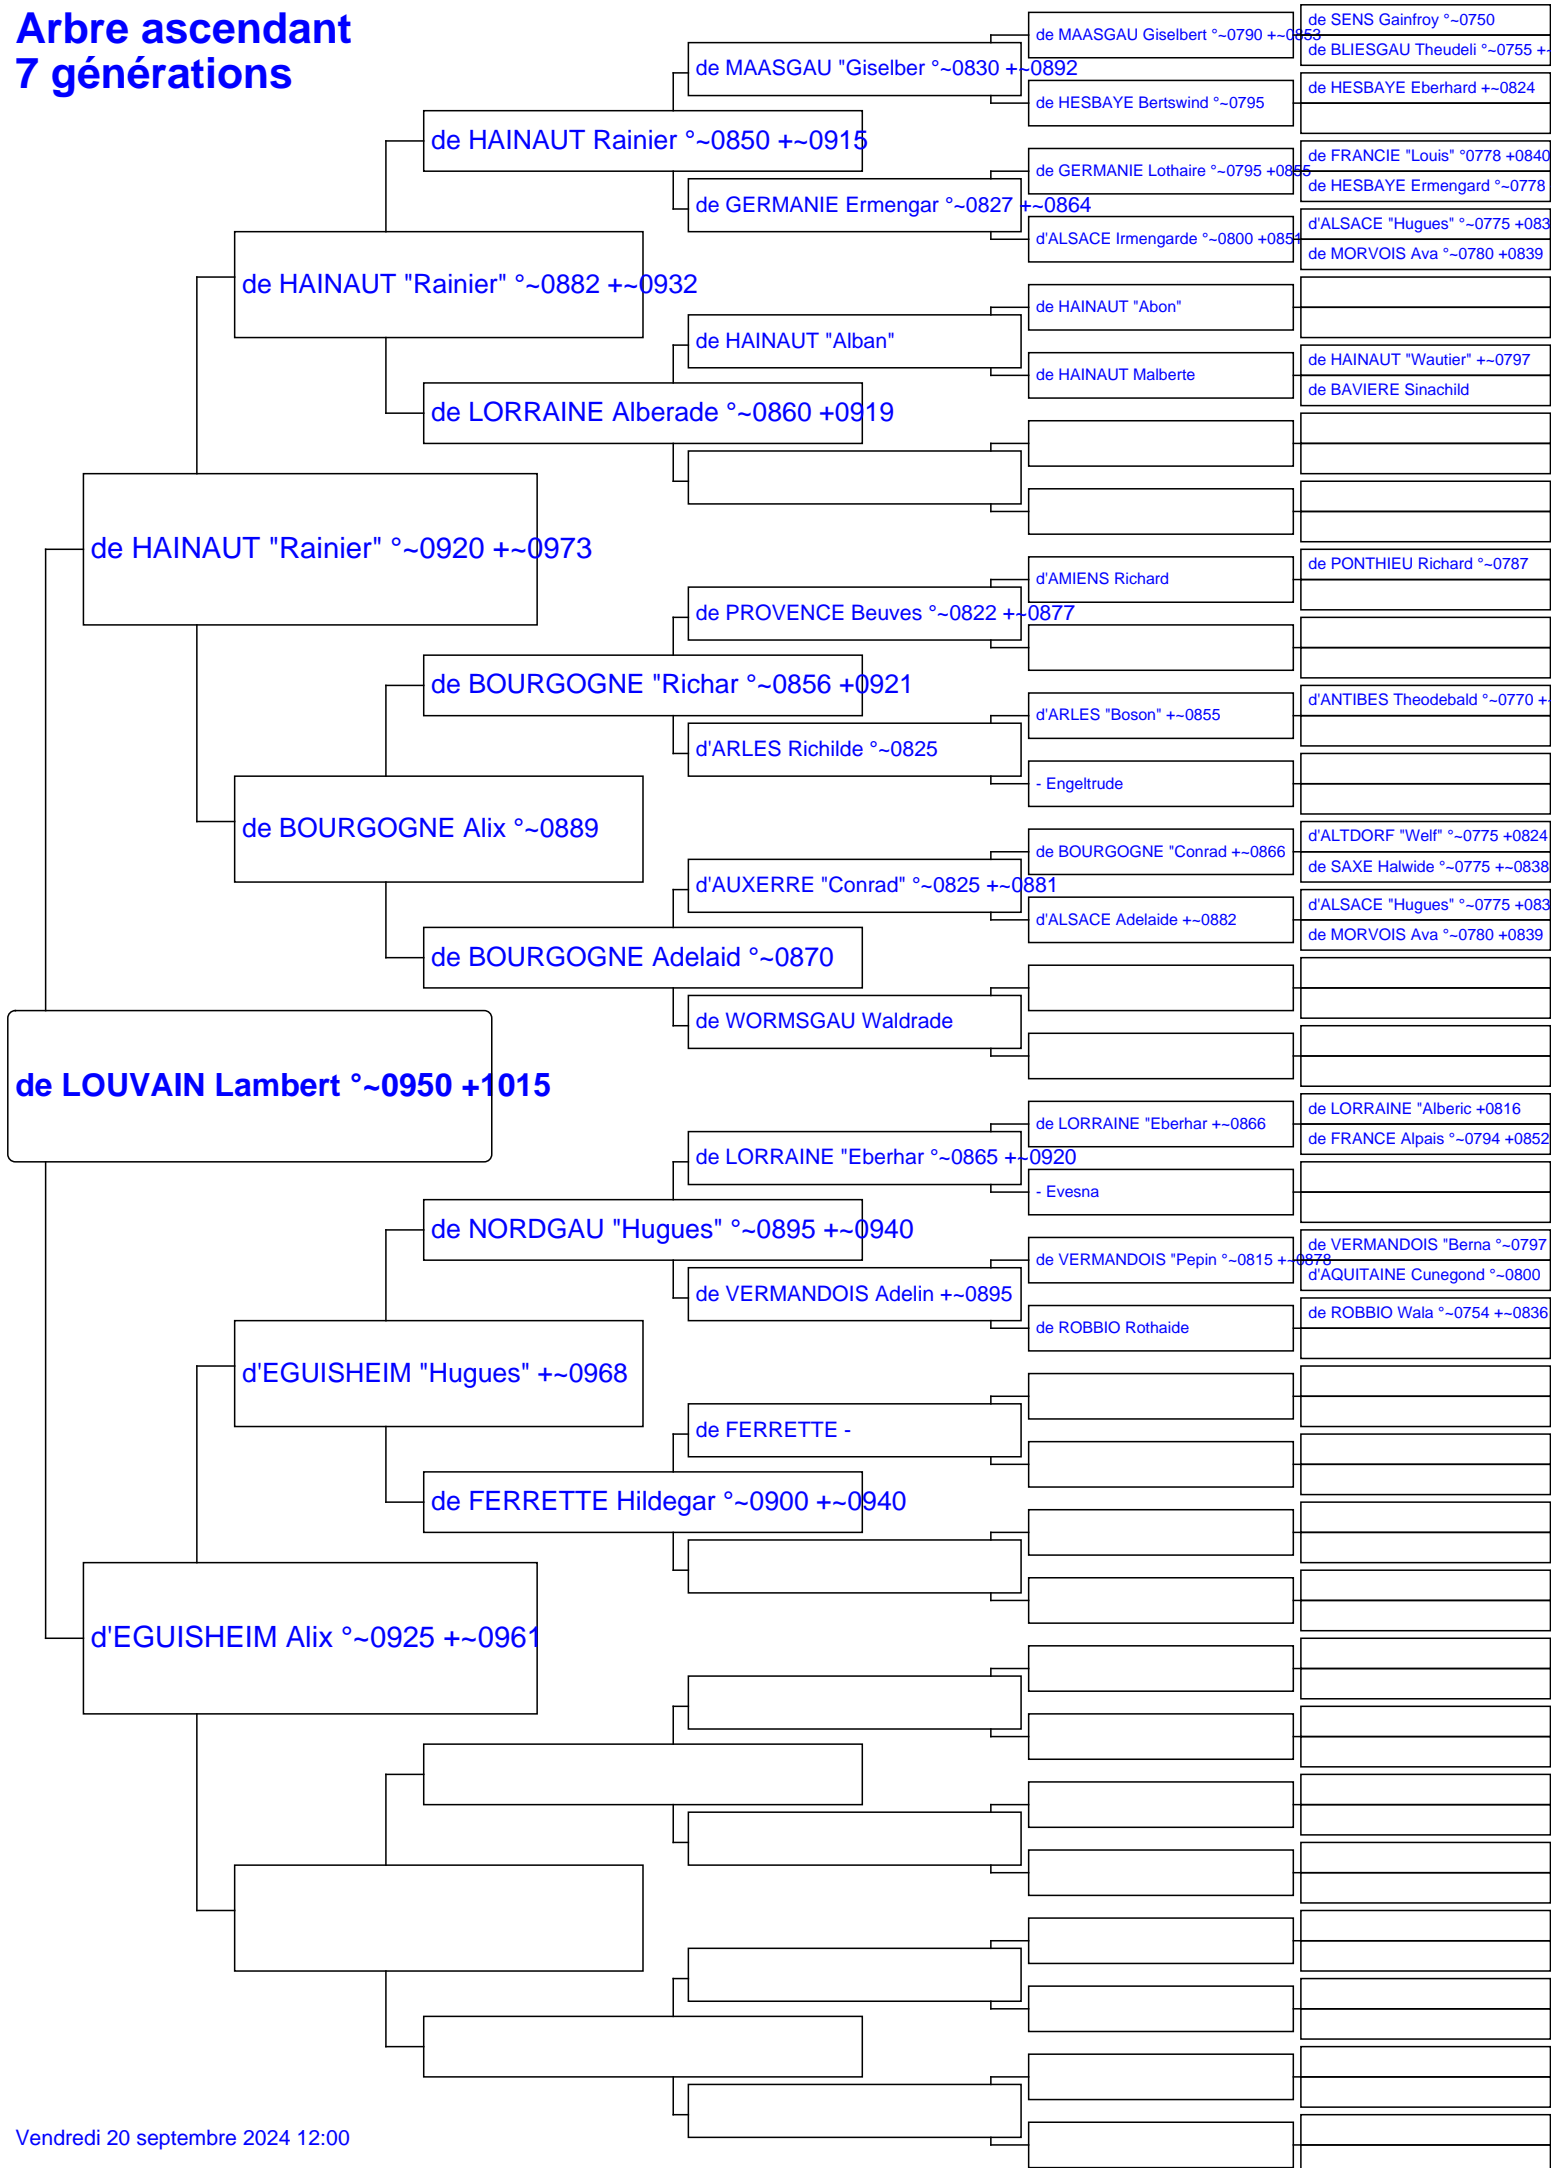 Arbre ascendant
7 générations
de LOUVAIN Lambert °~0950 +1015
de HAINAUT "Rainier" °~0920 +~0973
d'EGUISHEIM Alix °~0925 +~0961
de HAINAUT "Rainier" °~0882 +~0932
de BOURGOGNE Alix °~0889
d'EGUISHEIM "Hugues" +~0968
de HAINAUT Rainier °~0850 +~0915
de LORRAINE Alberade °~0860 +0919
de BOURGOGNE "Richar °~0856 +0921
de BOURGOGNE Adelaid °~0870
de NORDGAU "Hugues" °~0895 +~0940
de FERRETTE Hildegar °~0900 +~0940
de MAASGAU "Giselber °~0830 +~0892
de GERMANIE Ermengar °~0827 +~0864
de HAINAUT "Alban"
de PROVENCE Beuves °~0822 +~0877
d'ARLES Richilde °~0825
d'AUXERRE "Conrad" °~0825 +~0881
de WORMSGAU Waldrade
de LORRAINE "Eberhar °~0865 +~0920
de VERMANDOIS Adelin +~0895
de FERRETTE -
de MAASGAU Giselbert °~0790 +~0853
de HESBAYE Bertswind °~0795
de GERMANIE Lothaire °~0795 +0855
d'ALSACE Irmengarde °~0800 +0851
de HAINAUT "Abon"
de HAINAUT Malberte
d'AMIENS Richard
d'ARLES "Boson" +~0855
- Engeltrude
de BOURGOGNE "Conrad +~0866
d'ALSACE Adelaide +~0882
de LORRAINE "Eberhar +~0866
- Evesna
de VERMANDOIS "Pepin °~0815 +~0878
de ROBBIO Rothaide
de SENS Gainfroy °~0750
de BLIESGAU Theudeli °~0755 +~
de HESBAYE Eberhard +~0824
de FRANCIE "Louis" °0778 +0840
de HESBAYE Ermengard °~0778
d'ALSACE "Hugues" °~0775 +083
de MORVOIS Ava °~0780 +0839
de HAINAUT "Wautier" +~0797
de BAVIERE Sinachild
de PONTHIEU Richard °~0787
d'ANTIBES Theodebald °~0770 +~
d'ALTDORF "Welf" °~0775 +0824
de SAXE Halwide °~0775 +~0838
d'ALSACE "Hugues" °~0775 +083
de MORVOIS Ava °~0780 +0839
de LORRAINE "Alberic +0816
de FRANCE Alpais °~0794 +0852
de VERMANDOIS "Berna °~0797
d'AQUITAINE Cunegond °~0800
de ROBBIO Wala °~0754 +~0836
Vendredi 20 septembre 2024 12:00